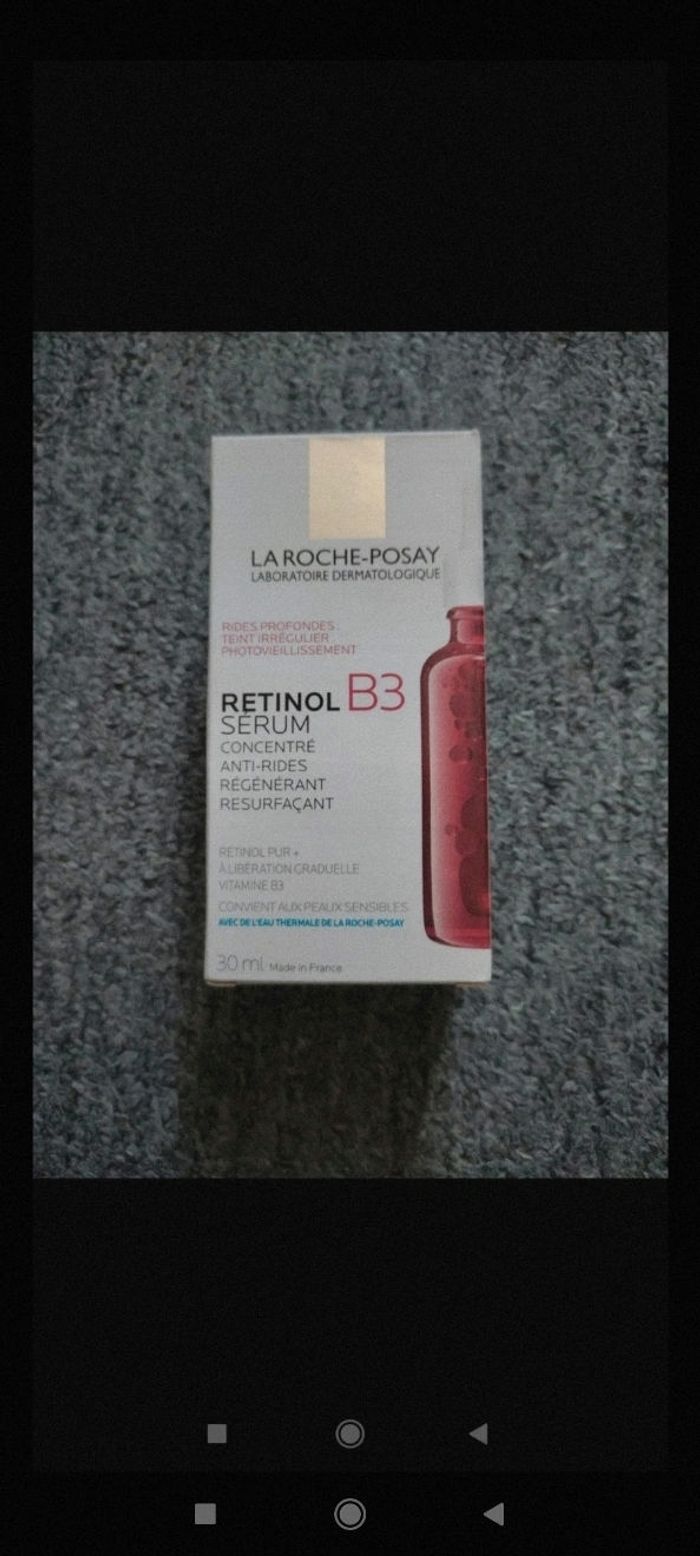 LA ROCHE-POSAY
LABORATOIRE DERMATOLOGIQUE
RIDES PROFONDES
TEINT IRRÉGULIER
PHOTOVIEILLISSEMENT
RETINOL B3
SÉRUM
CONCENTRÉ
ANTI-RIDES
RÉGÉNÉRANT
RESURFAÇANT
RETINOL PUR +
À LIBÉRATION GRADUELLE
VITAMINE B3
CONVIENT AUX PEAUX SENSIBLES
AVEC DE L'EAU THERMALE DE LA ROCHE-POSAY
30 ml Made in France